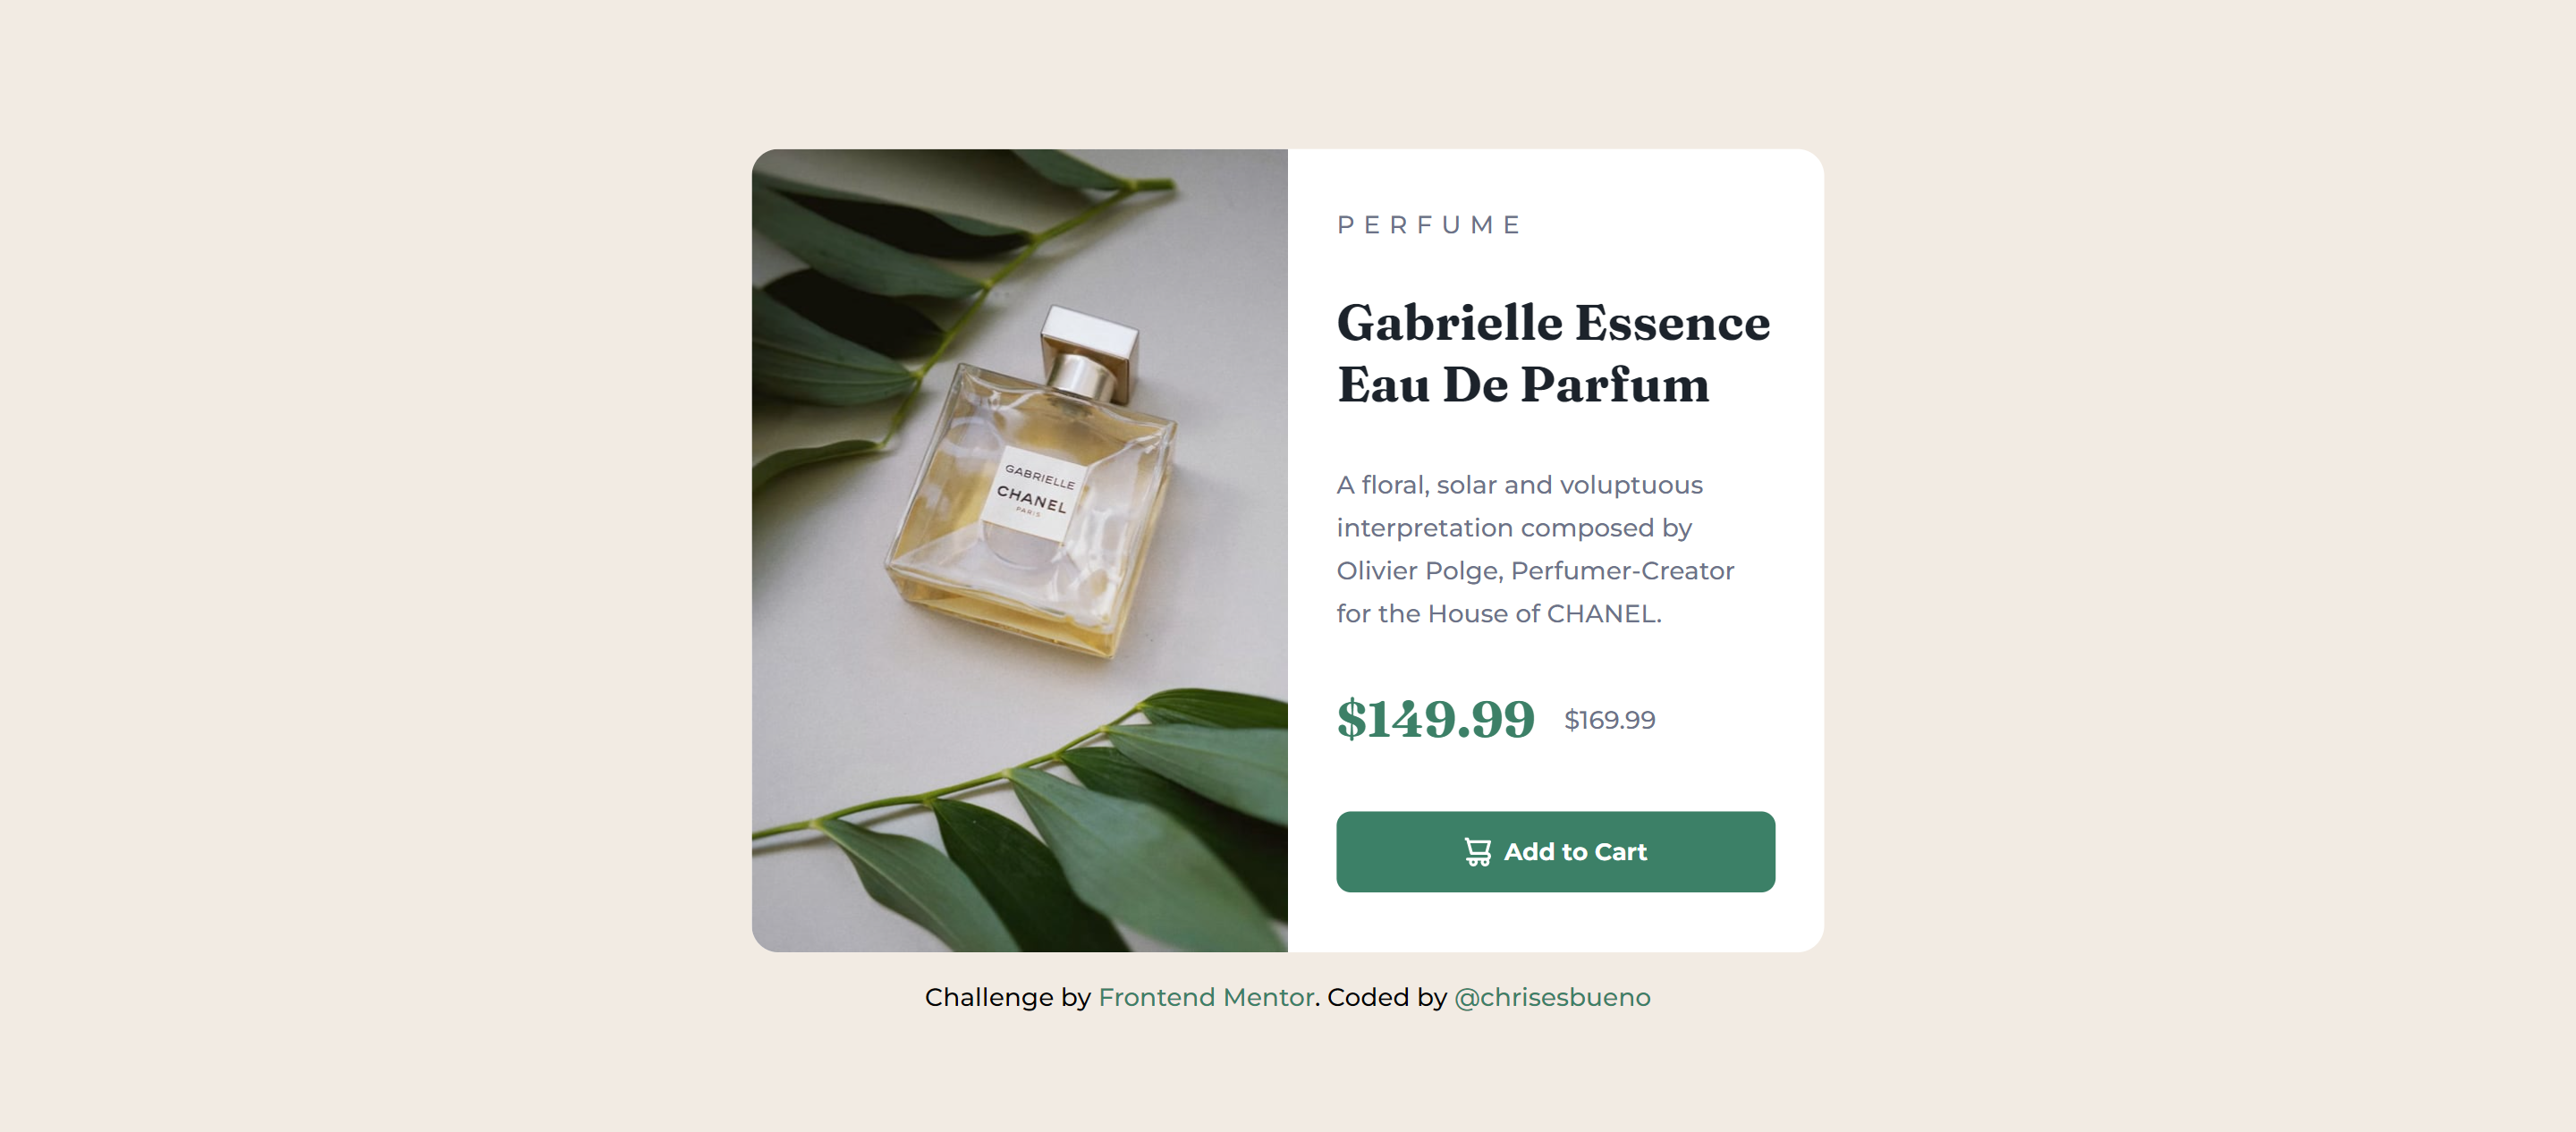 GABRIELLE
CHANEL
PARIS
PERFUME
Gabrielle Essence
Eau De Parfum
A floral, solar and voluptuous
interpretation composed by
Olivier Polge, Perfumer-Creator
for the House of CHANEL.
$149.99 $169.99
Add to Cart
Challenge by Frontend Mentor. Coded by @chrisesbueno